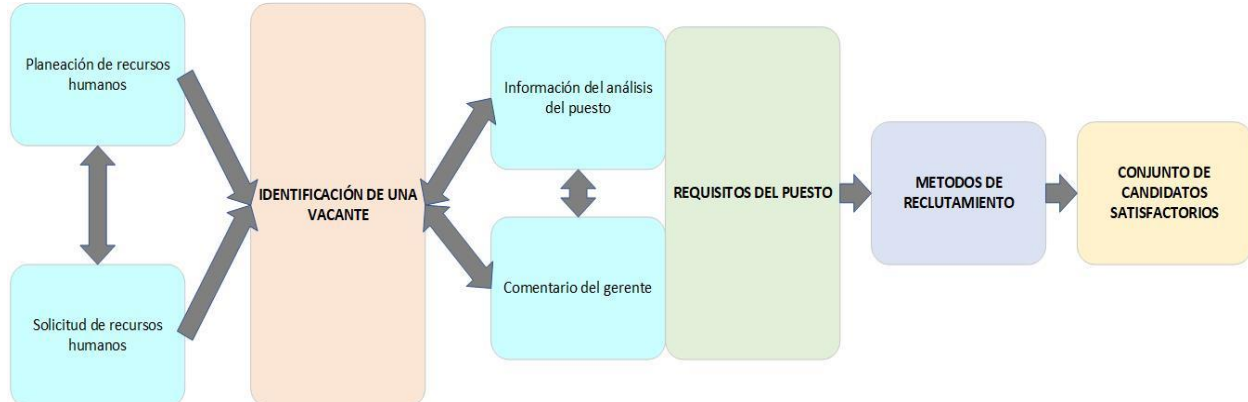 Planeación de recursos
humanos
Solicitud de recursos
humanos
IDENTIFICACIÓN DE UNA
VACANTE
Información del análisis
del puesto
Comentario del gerente
REQUISITOS DEL PUESTO
METODOS DE
RECLUTAMIENTO
CONJUNTO DE
CANDIDATOS
SATISFACTORIOS